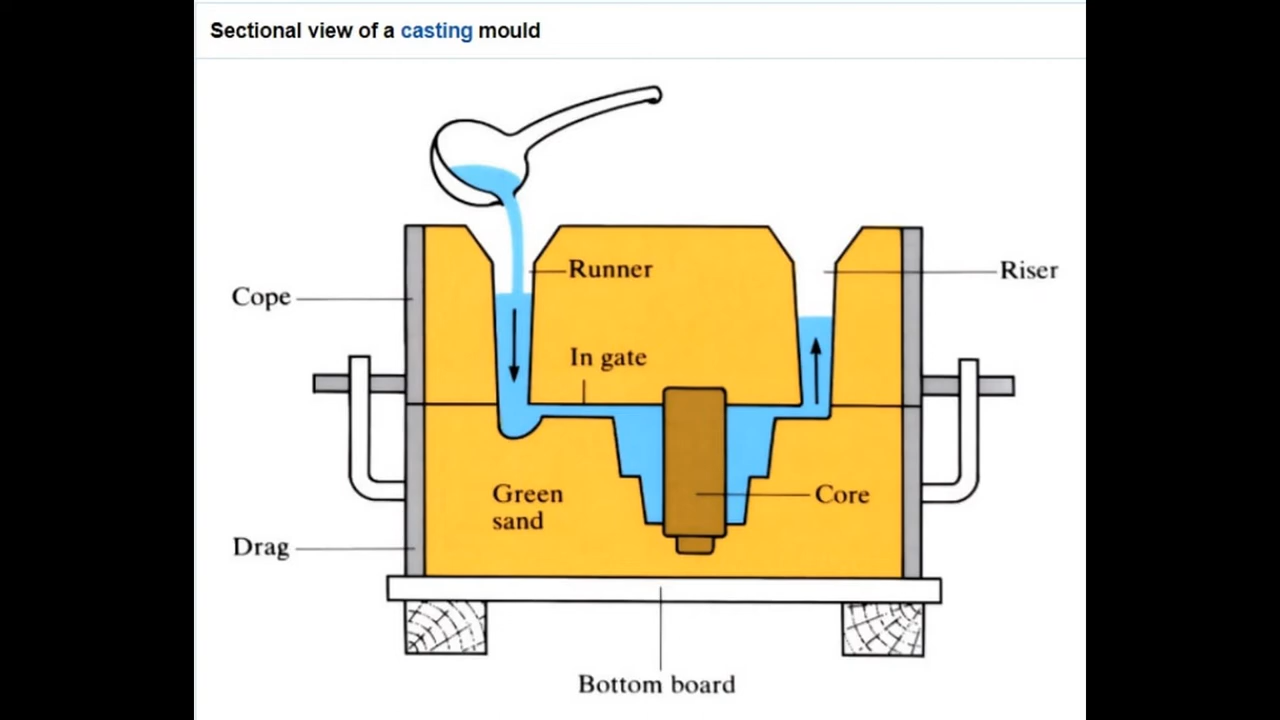 Sectional view of a casting mould
Runner
Riser
Cope
In gate
Green
sand
Core
Drag
Bottom board